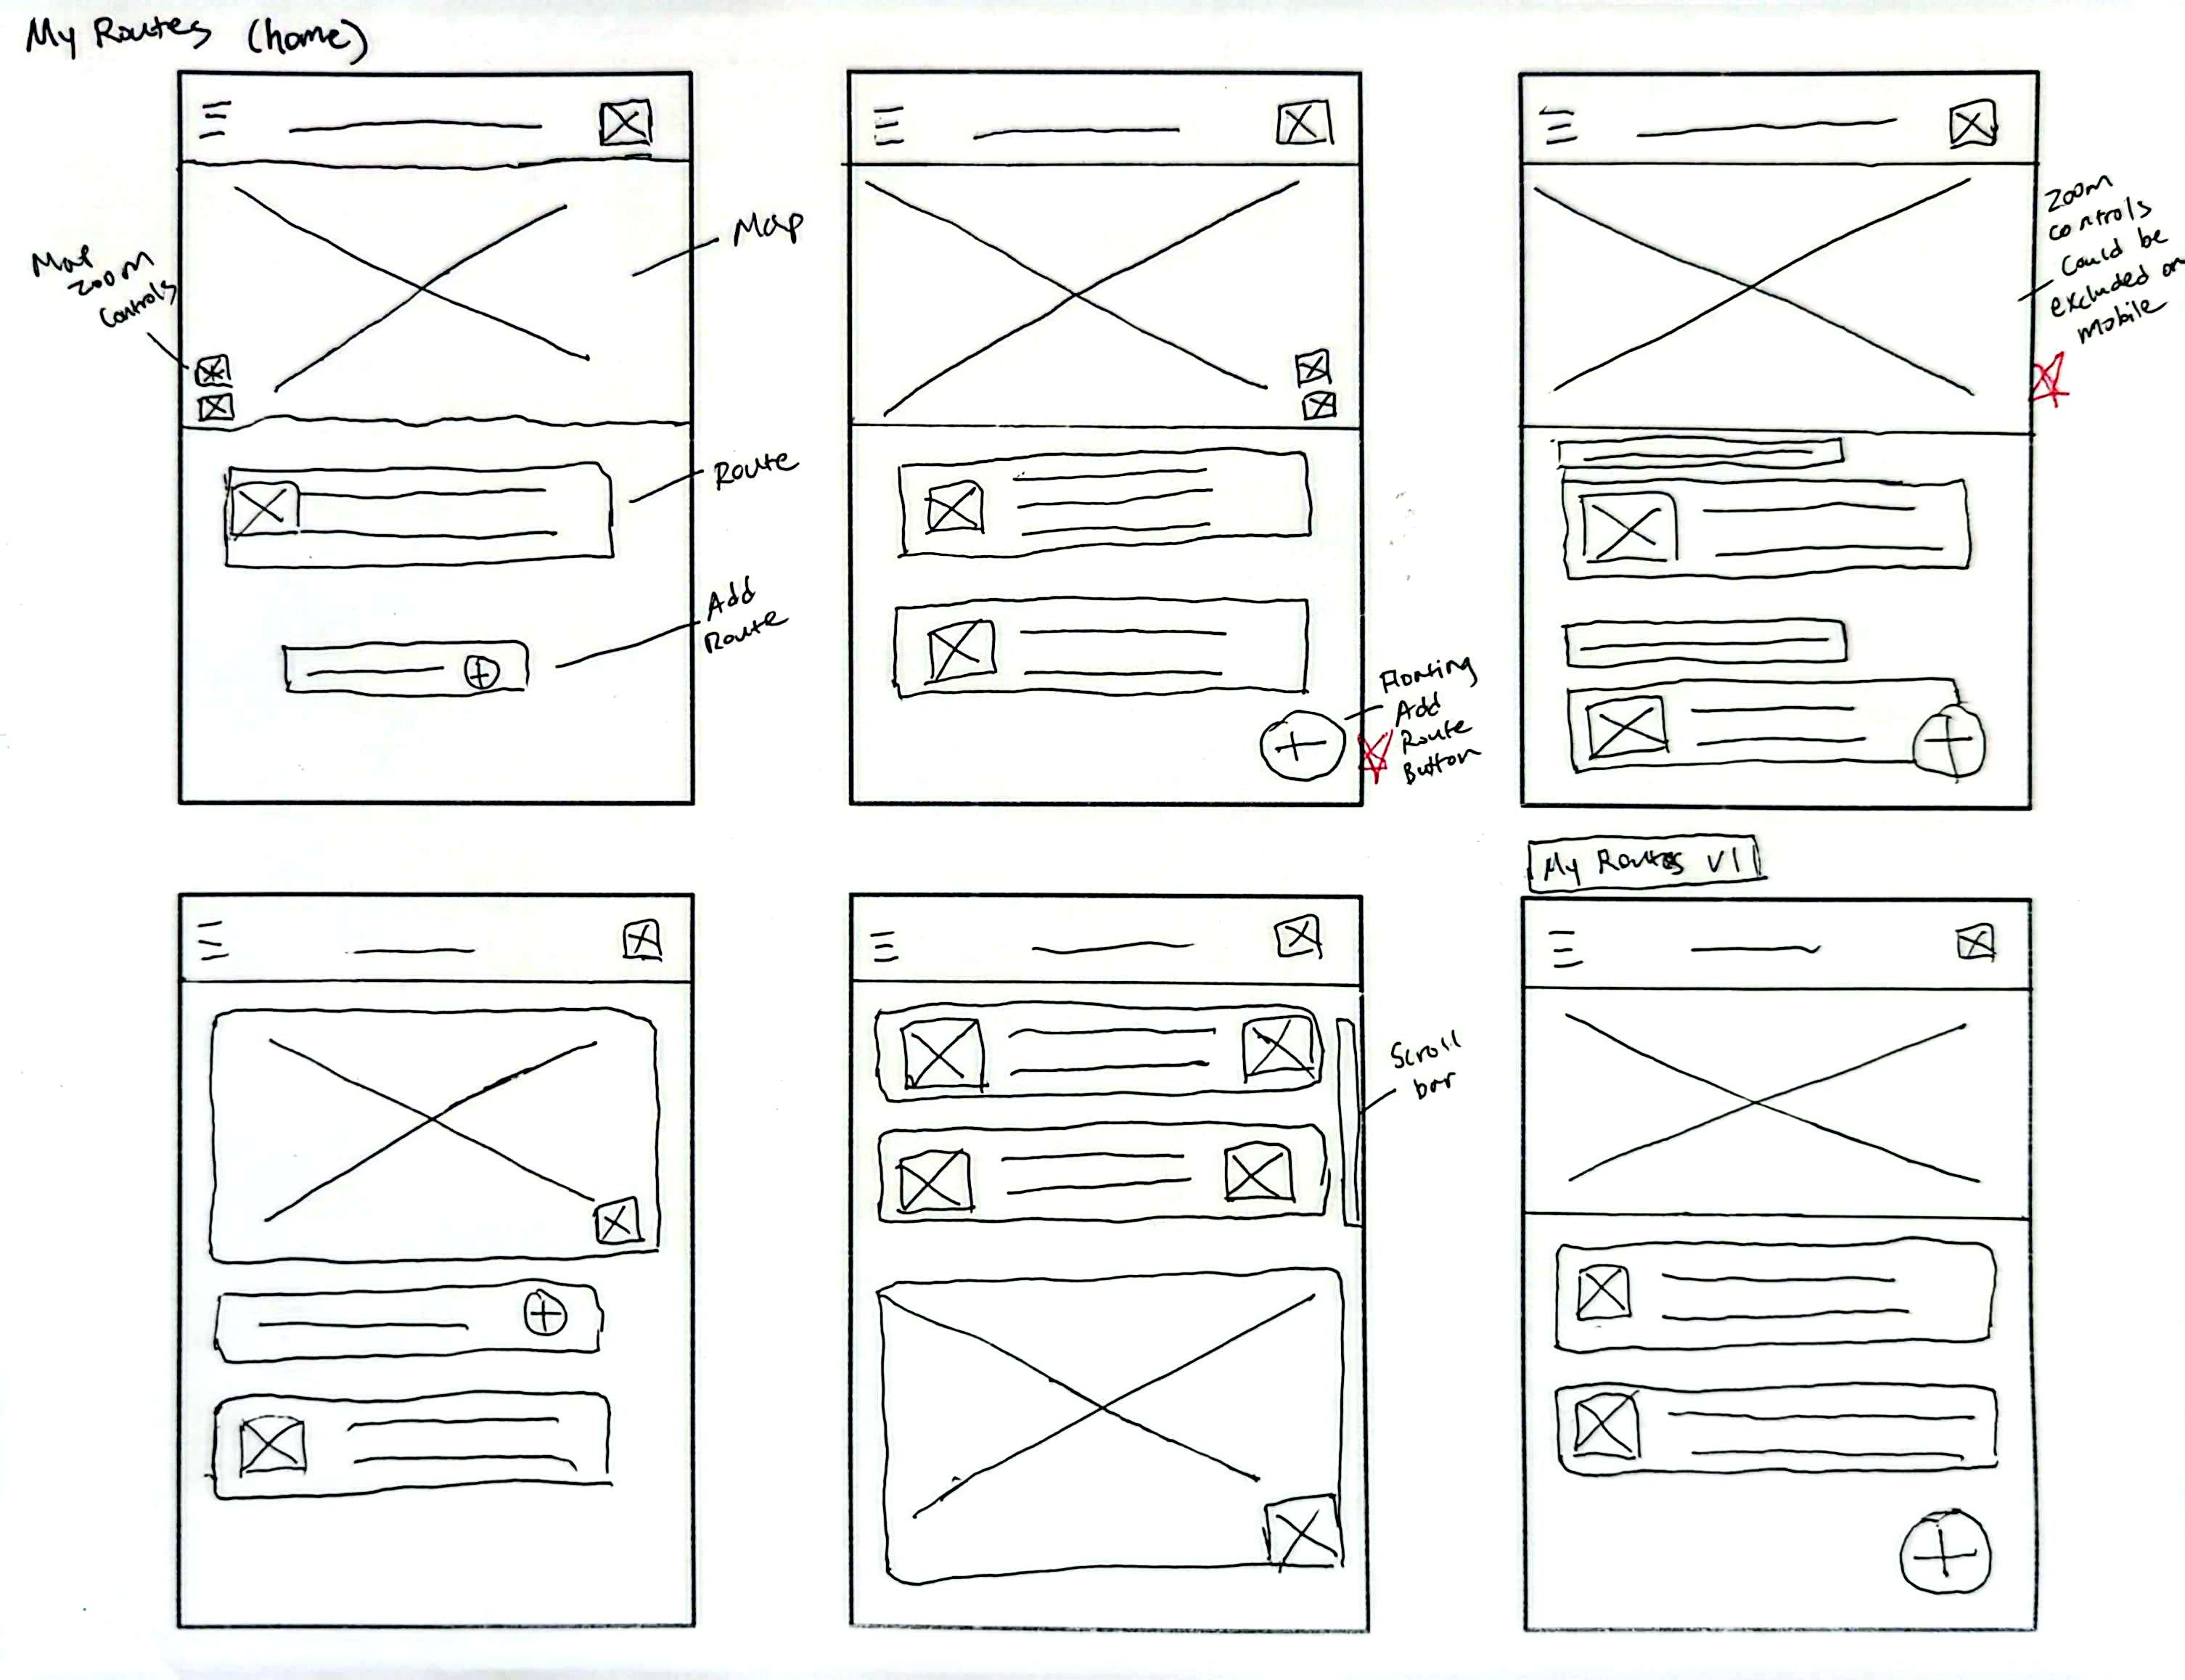 My Routes (home)
Map
zoom
controls
Map
Route
Add
Route
Floating
Add
Route
Button
Zoom
controls
could be
excluded on
mobile
My Routes V1
Scroll
bar